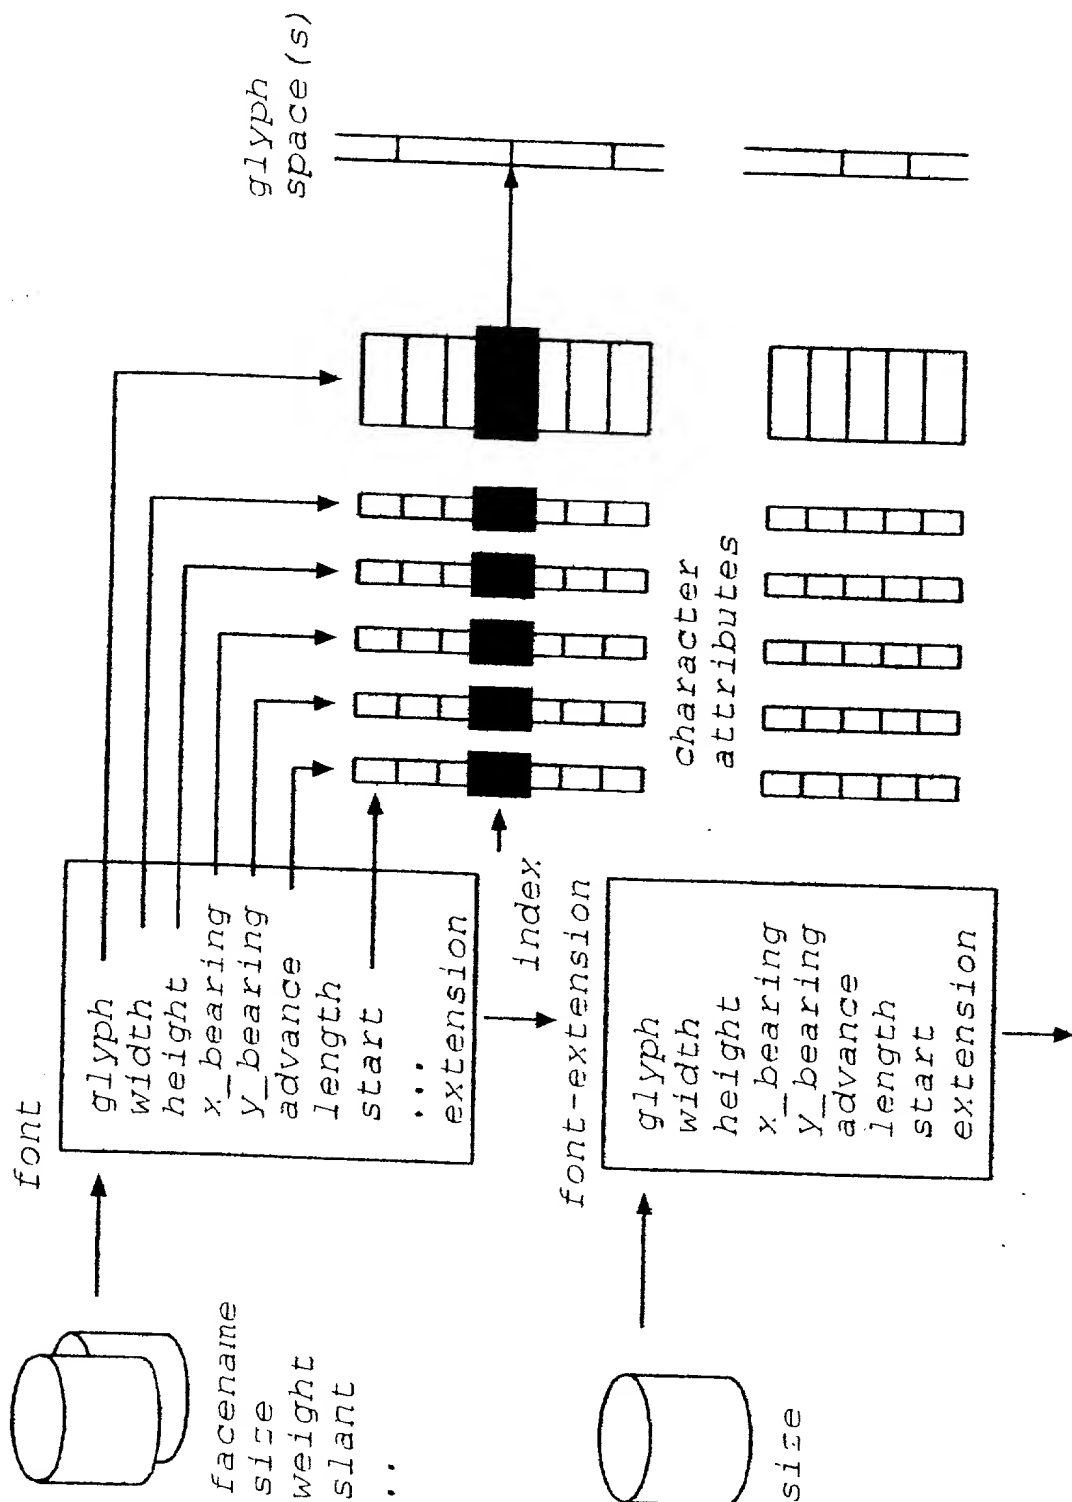 facename
size
weight
slant
..
font
glyph
width
height
x_bearing
y_bearing
advance
length
start
...
extension
index
glyph
space(s)
character
attributes
size
font-extension
glyph
width
height
x_bearing
y_bearing
advance
length
start
extension